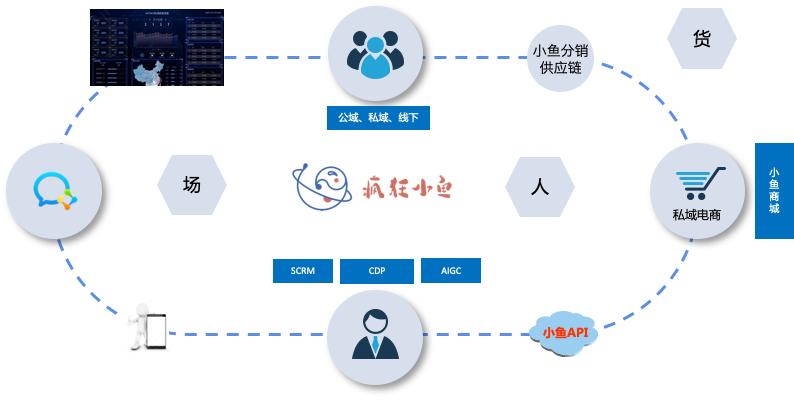 小鱼分销
供应链
货
公域、私域、线下
场
疯狂小鱼
人
私域电商
小鱼商城
SCRM
CDP
AIGC
小鱼API